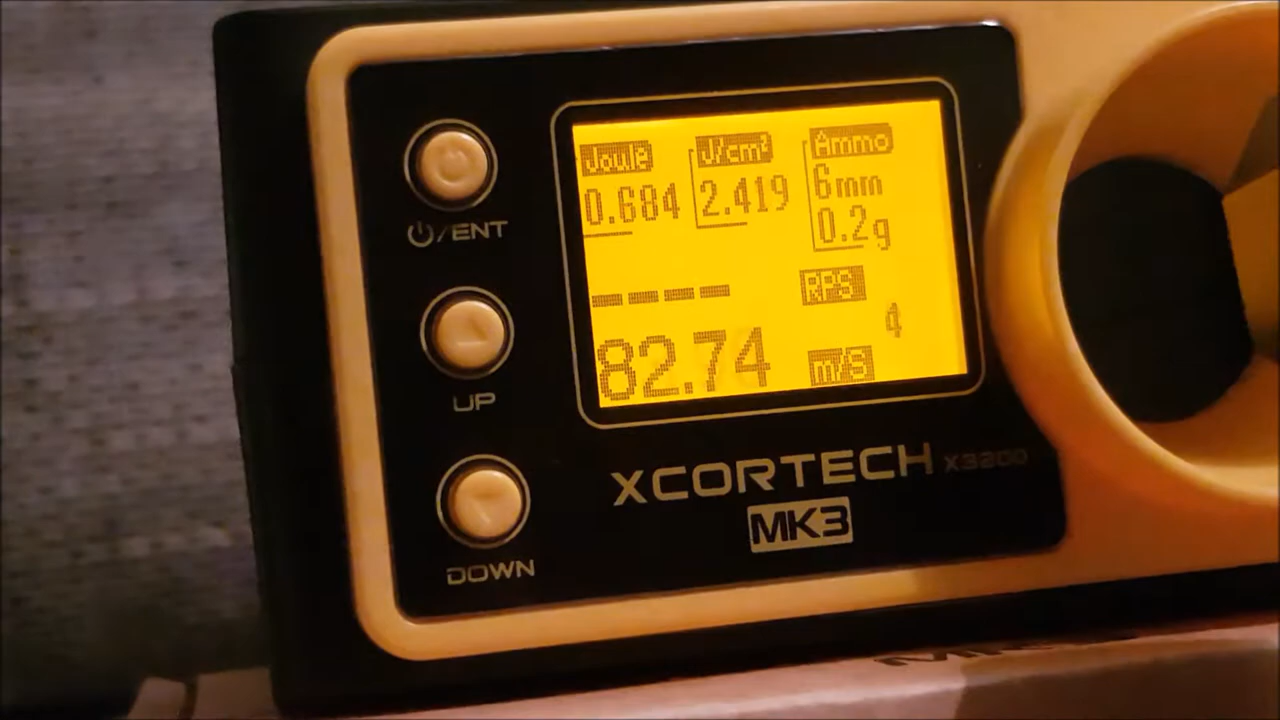 Joule J/cm² Ammo
0.684 2.419 6mm
0.2g
---- RPS
4
82.74 m/S
⏻/ENT
UP
DOWN
XCORTECH X3200
MK3